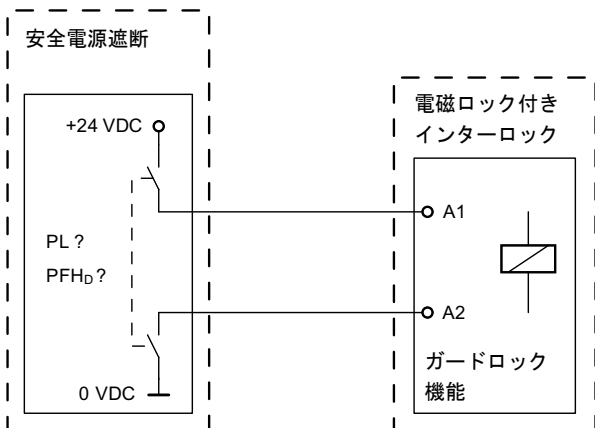 安全電源遮断
+24 VDC
PL ?
PFHD ?
0 VDC
電磁ロック付き
インターロック
A1
A2
ガードロック
機能